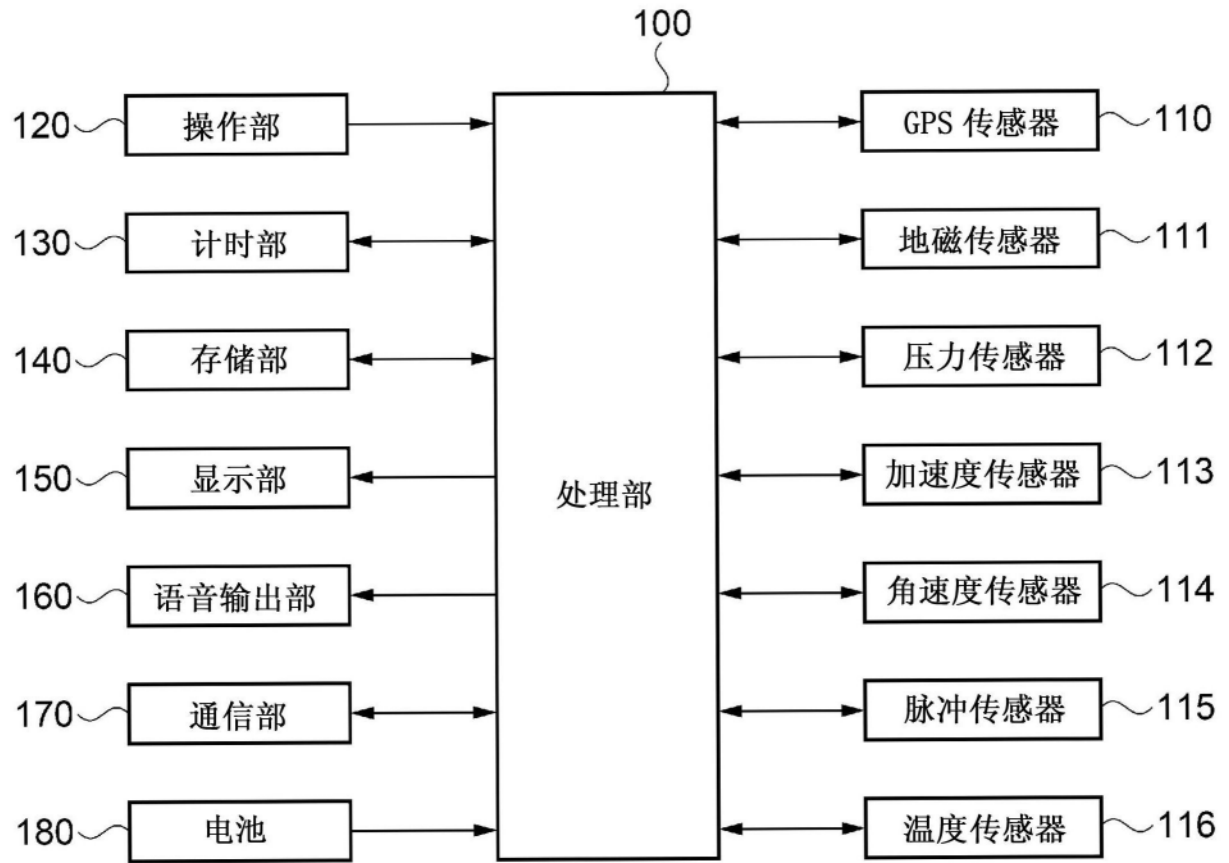 100
120 操作部
GPS 传感器 110
130 计时部
地磁传感器 111
140 存储部
压力传感器 112
150 显示部
处理部
加速度传感器 113
160 语音输出部
角速度传感器 114
170 通信部
脉冲传感器 115
180 电池
温度传感器 116